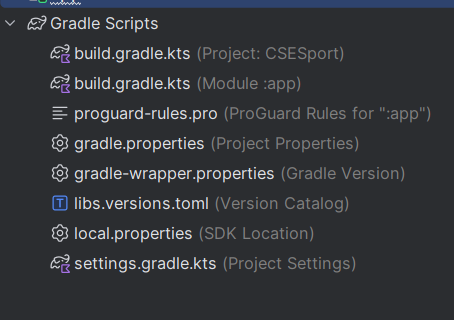 Gradle Scripts
build.gradle.kts (Project: CSESport)
build.gradle.kts (Module :app)
proguard-rules.pro (ProGuard Rules for ":app")
gradle.properties (Project Properties)
gradle-wrapper.properties (Gradle Version)
libs.versions.toml (Version Catalog)
local.properties (SDK Location)
settings.gradle.kts (Project Settings)